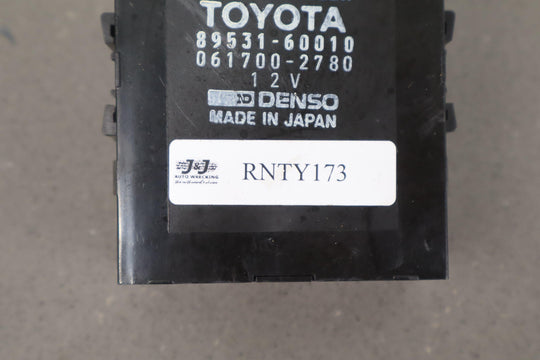 TOYOTA
89531-60010
061700-2780
12V
DENSO
MADE IN JAPAN
J&J
AUTO WRECKING
RNTY173